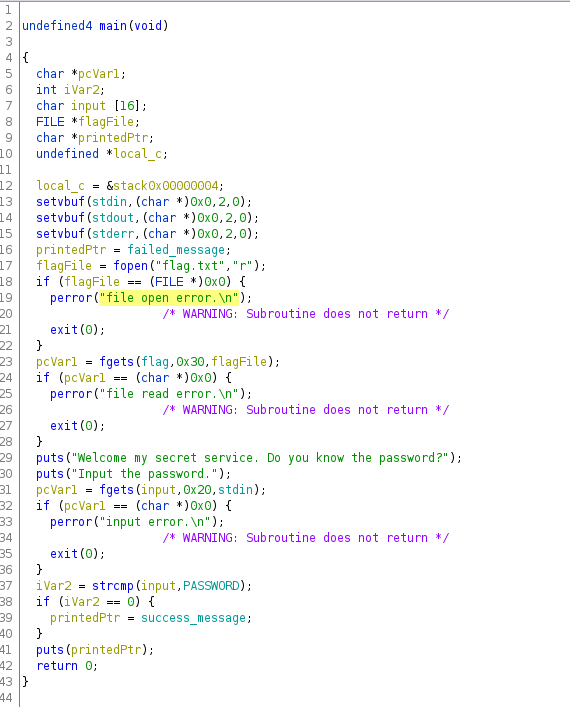 1
2 undefined4 main(void)
3
4 {
5   char *pcVar1;
6   int iVar2;
7   char input [16];
8   FILE *flagFile;
9   char *printedPtr;
10   undefined *local_c;
11
12   local_c = &stack0x00000004;
13   setvbuf(stdin,(char *)0x0,2,0);
14   setvbuf(stdout,(char *)0x0,2,0);
15   setvbuf(stderr,(char *)0x0,2,0);
16   printedPtr = failed_message;
17   flagFile = fopen("flag.txt","r");
18   if (flagFile == (FILE *)0x0) {
19     perror("file open error.\n");
20                     /* WARNING: Subroutine does not return */
21     exit(0);
22   }
23   pcVar1 = fgets(flag,0x30,flagFile);
24   if (pcVar1 == (char *)0x0) {
25     perror("file read error.\n");
26                     /* WARNING: Subroutine does not return */
27     exit(0);
28   }
29   puts("Welcome my secret service. Do you know the password?");
30   puts("Input the password.");
31   pcVar1 = fgets(input,0x20,stdin);
32   if (pcVar1 == (char *)0x0) {
33     perror("input error.\n");
34                     /* WARNING: Subroutine does not return */
35     exit(0);
36   }
37   iVar2 = strcmp(input,PASSWORD);
38   if (iVar2 == 0) {
39     printedPtr = success_message;
40   }
41   puts(printedPtr);
42   return 0;
43 }
44